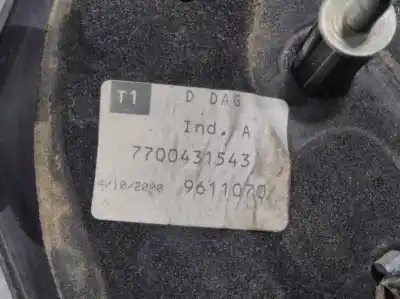 T1 D DAG
Ind. A
7700431543
4/10/2000 9611070